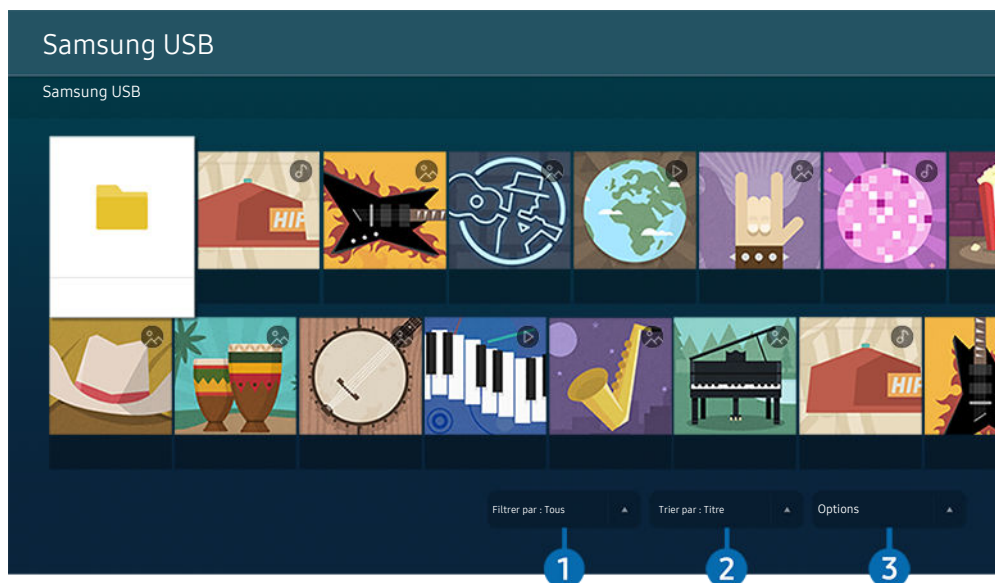 Samsung USB
Samsung USB
HIP
HIP
Filtrer par : Tous
Trier par : Titre
Options
1
2
3